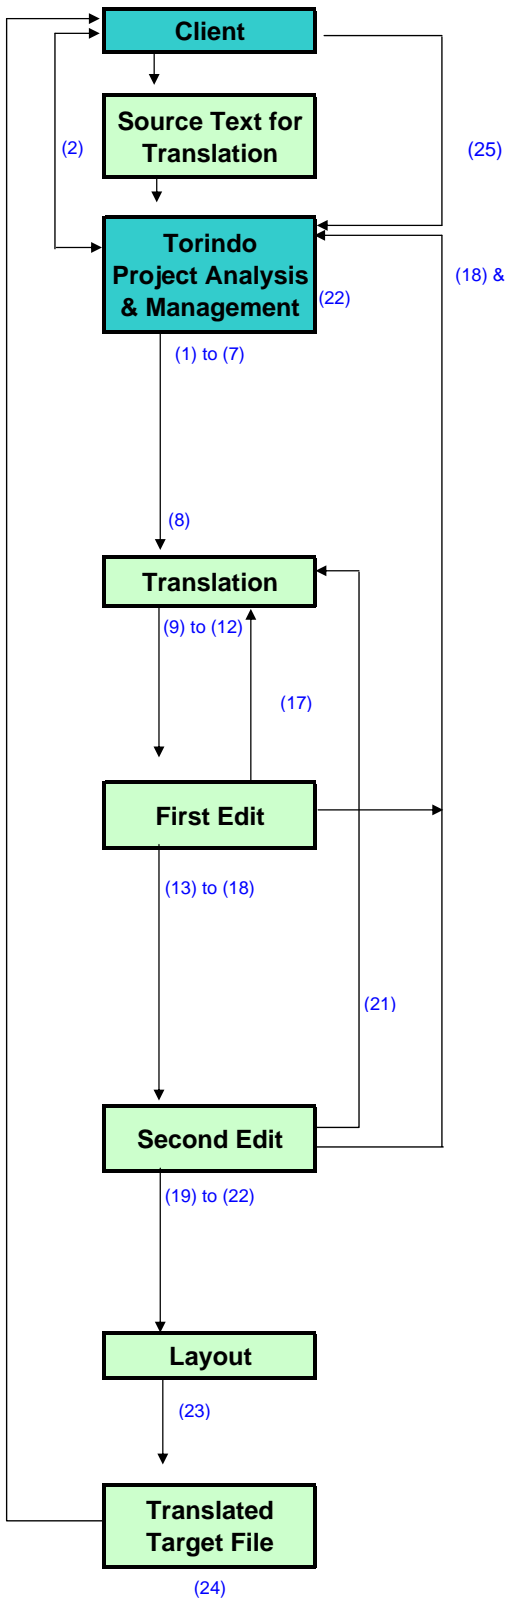 Client
Source Text for
Translation
(2)
(25)
Torindo
Project Analysis
& Management
(22)
(18) &
(1) to (7)
(8)
Translation
(9) to (12)
(17)
First Edit
(13) to (18)
(21)
Second Edit
(19) to (22)
Layout
(23)
Translated
Target File
(24)